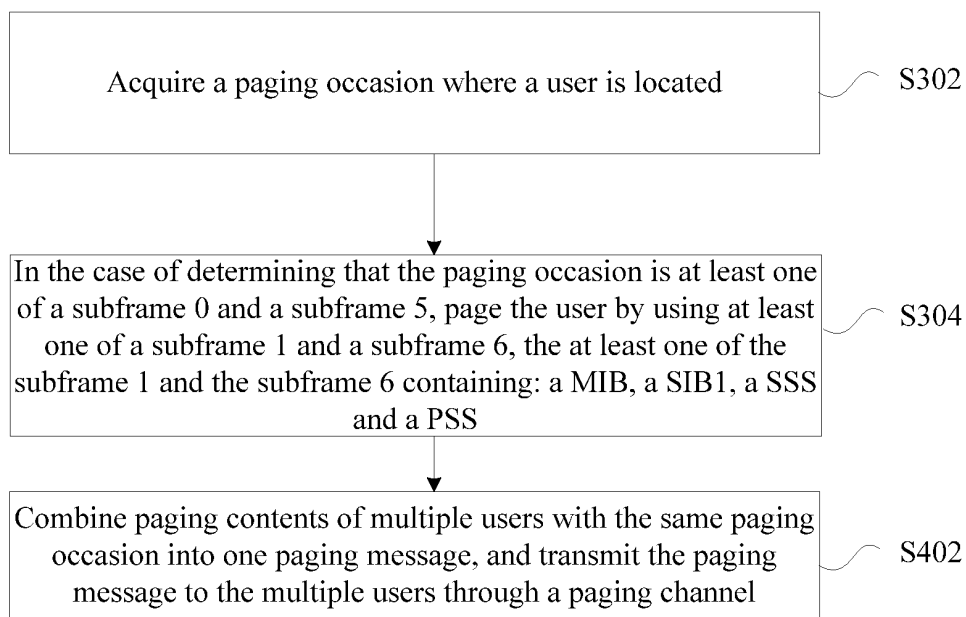 Acquire a paging occasion where a user is located
S302
In the case of determining that the paging occasion is at least one
of a subframe 0 and a subframe 5, page the user by using at least
one of a subframe 1 and a subframe 6, the at least one of the
subframe 1 and the subframe 6 containing: a MIB, a SIB1, a SSS
and a PSS
S304
Combine paging contents of multiple users with the same paging
occasion into one paging message, and transmit the paging
message to the multiple users through a paging channel
S402